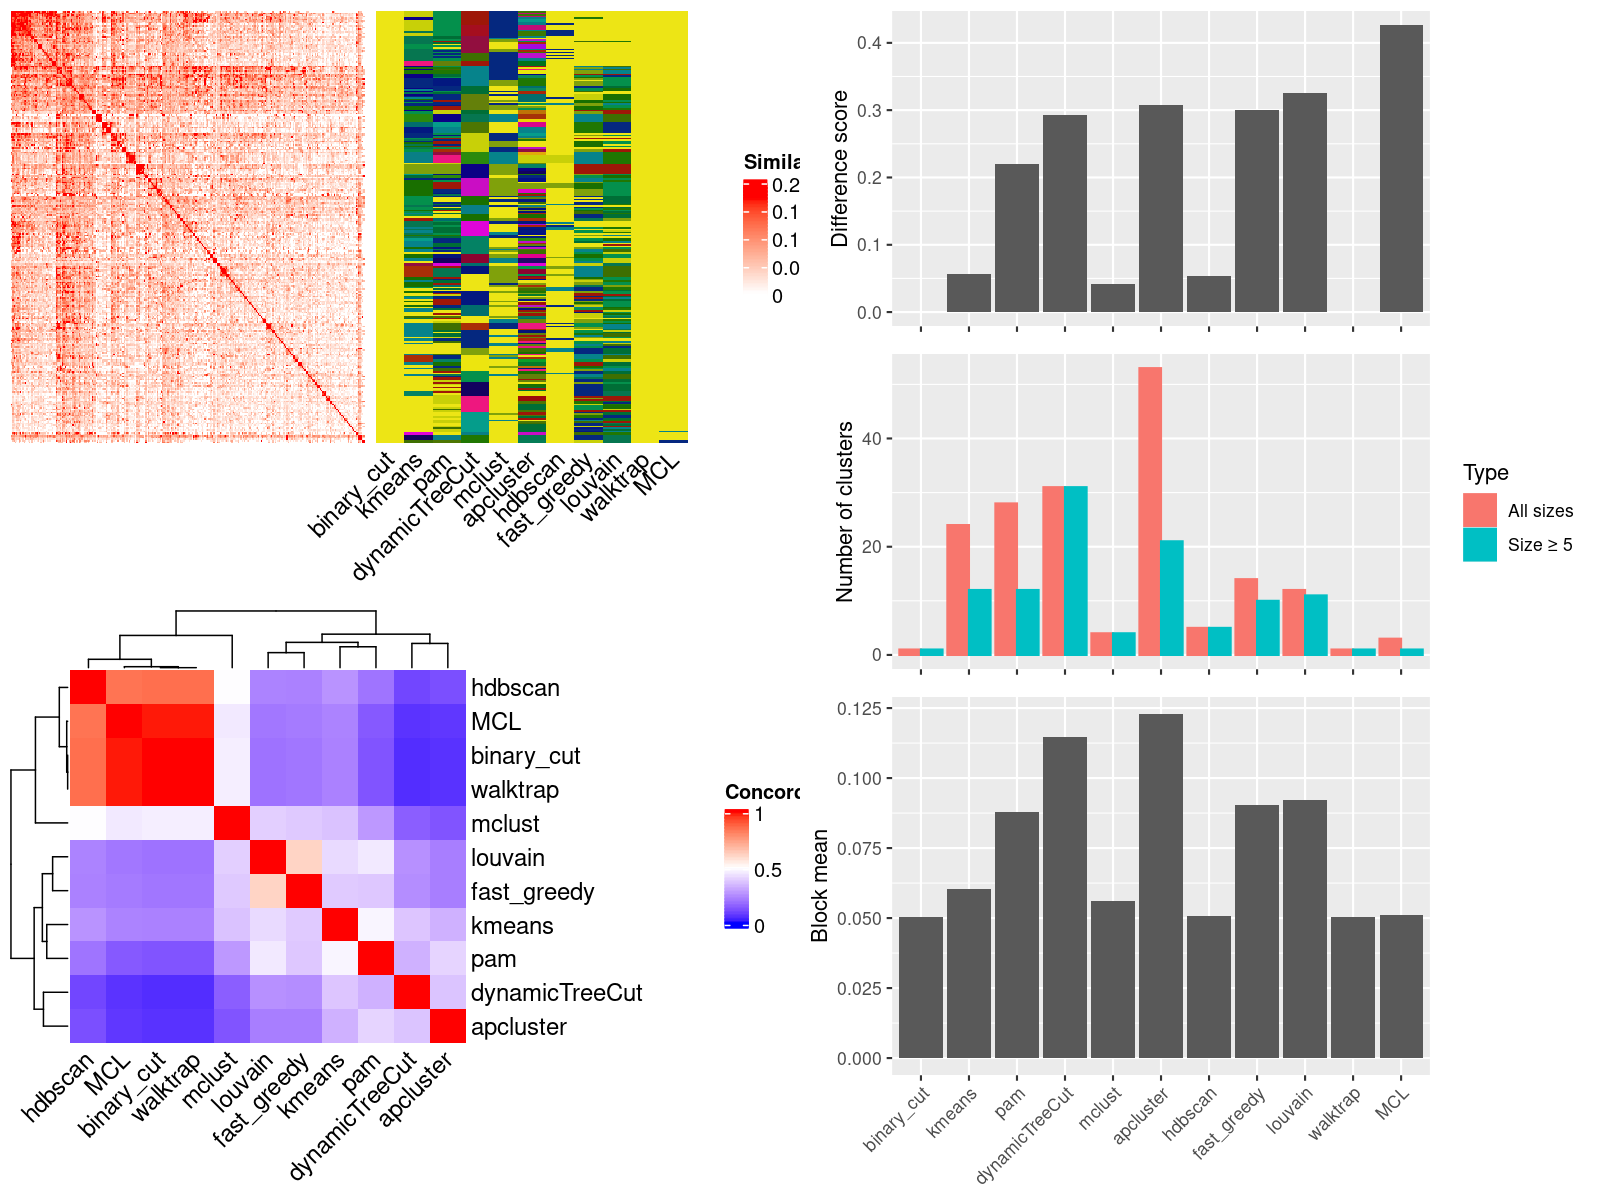 Simila
0.2
0.1
0.1
0.0
0
binary_cut
kmeans
pam
dynamicTreeCut
mclust
apcluster
hdbscan
fast_greedy
louvain
walktrap
MCL
hdbscan
MCL
binary_cut
walktrap
mclust
louvain
fast_greedy
kmeans
pam
dynamicTreeCut
apcluster
hdbscan
MCL
binary_cut
walktrap
mclust
louvain
fast_greedy
kmeans
pam
dynamicTreeCut
apcluster
Concord
1
0.5
0
Difference score
0.4
0.3
0.2
0.1
0.0
Number of clusters
40
20
0
Type
All sizes
Size ≥ 5
Block mean
0.125
0.100
0.075
0.050
0.025
0.000
binary_cut
kmeans
pam
dynamicTreeCut
mclust
apcluster
hdbscan
fast_greedy
louvain
walktrap
MCL